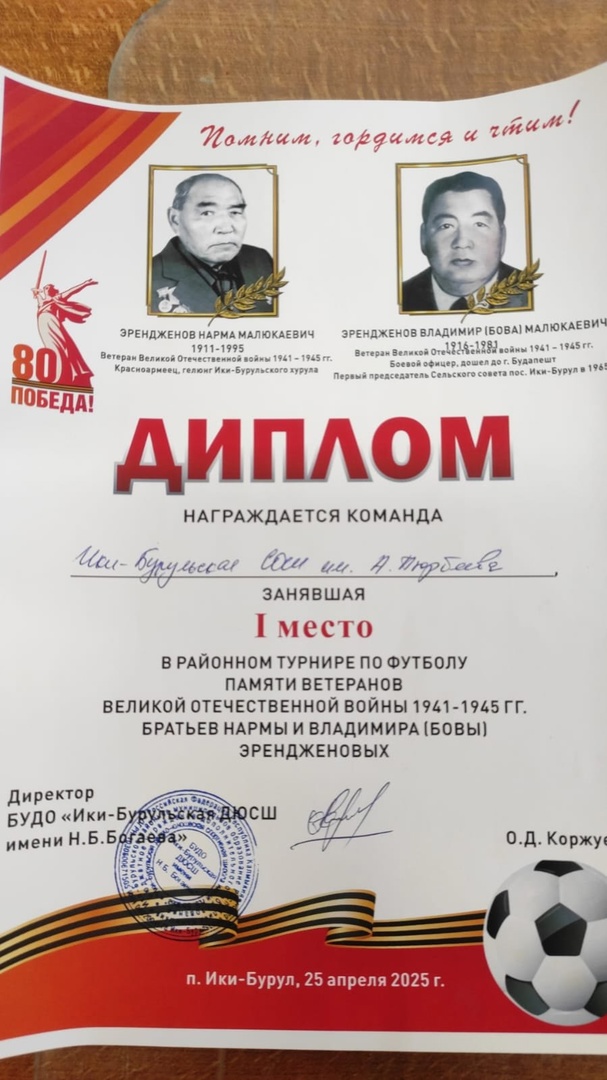 Помним, гордимся и чтим!
ЭРЕНДЖЕНОВ НАРМА МАЛЮКАЕВИЧ
1911-1995
Ветеран Великой Отечественной войны 1941 – 1945 гг.
Красноармеец, гелюнг Ики-Бурульского хурула
ЭРЕНДЖЕНОВ ВЛАДИМИР (БОВА) МАЛЮКАЕВИЧ
1916-1981
Ветеран Великой Отечественной войны 1941 – 1945 гг.
Боевой офицер, дошел до г. Будапешт
Первый председатель Сельского совета пос. Ики-Бурул в 1965
80
ПОБЕДА!
ДИПЛОМ
НАГРАЖДАЕТСЯ КОМАНДА
Ики-Бурульская СОШ им. А. Тюрбеева
ЗАНЯВШАЯ
I место
В РАЙОННОМ ТУРНИРЕ ПО ФУТБОЛУ
ПАМЯТИ ВЕТЕРАНОВ
ВЕЛИКОЙ ОТЕЧЕСТВЕННОЙ ВОЙНЫ 1941-1945 ГГ.
БРАТЬЕВ НАРМЫ И ВЛАДИМИРА (БОВЫ)
ЭРЕНДЖЕНОВЫХ
Директор
БУДО «Ики-Бурульская ДЮСШ
имени Н.Б.Богаева»
О.Д. Коржуе
БУДО
ДЮСШ
имени
п. Ики-Бурул, 25 апреля 2025 г.